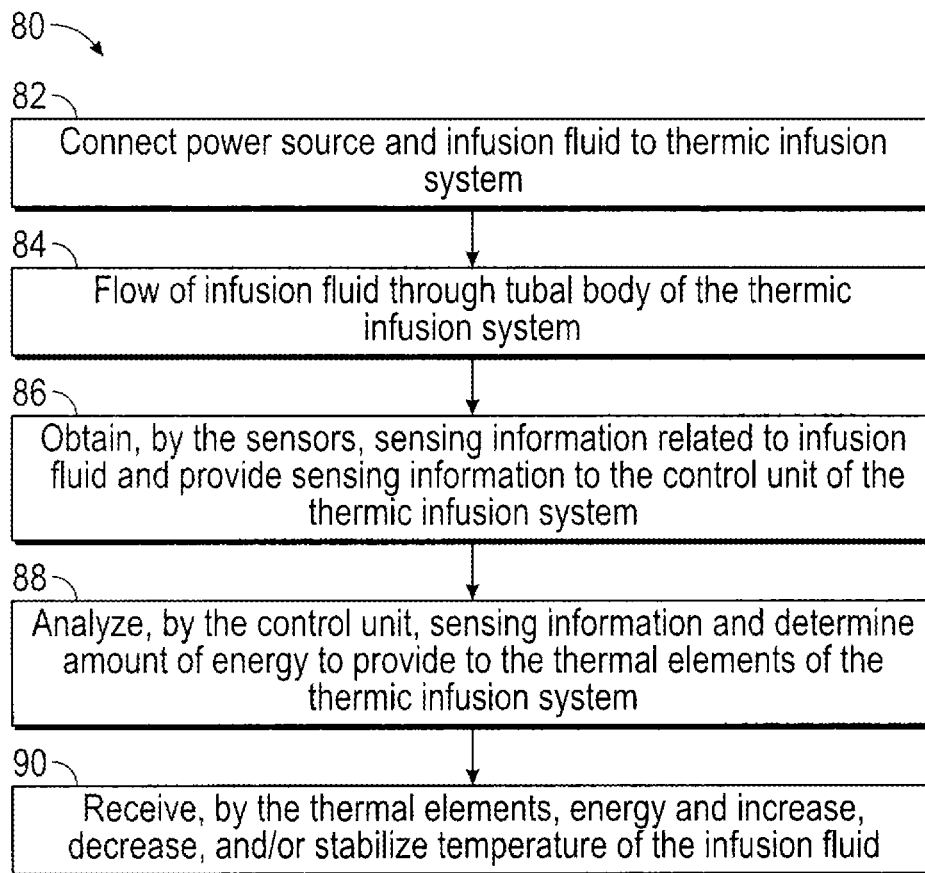 80
82
Connect power source and infusion fluid to thermic infusion
system
84
Flow of infusion fluid through tubal body of the thermic
infusion system
86
Obtain, by the sensors, sensing information related to infusion
fluid and provide sensing information to the control unit of the
thermic infusion system
88
Analyze, by the control unit, sensing information and determine
amount of energy to provide to the thermal elements of the
thermic infusion system
90
Receive, by the thermal elements, energy and increase,
decrease, and/or stabilize temperature of the infusion fluid